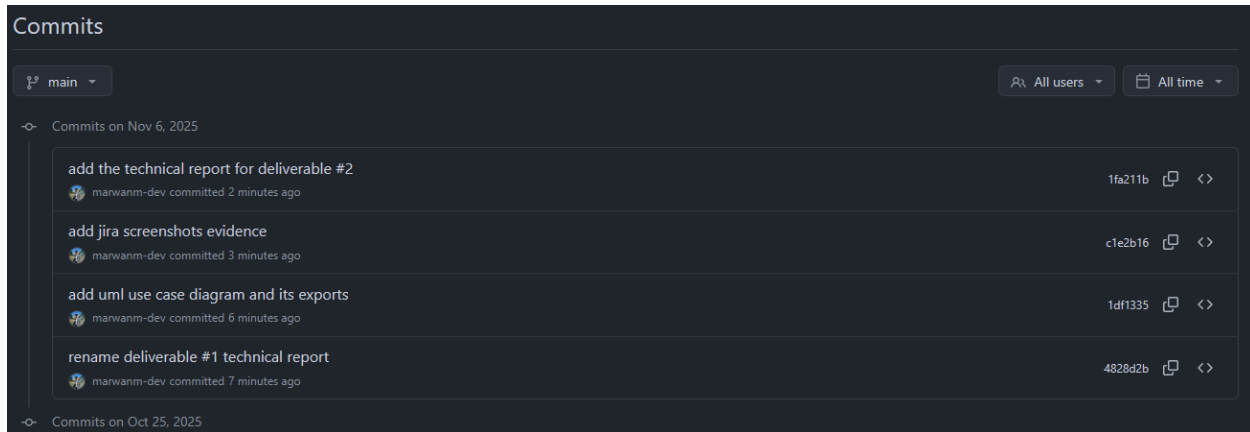 Commits
main
All users
All time
Commits on Nov 6, 2025
add the technical report for deliverable #2
marwanm-dev committed 2 minutes ago
1fa211b
add jira screenshots evidence
marwanm-dev committed 3 minutes ago
c1e2b16
add uml use case diagram and its exports
marwanm-dev committed 6 minutes ago
1df1335
rename deliverable #1 technical report
marwanm-dev committed 7 minutes ago
4828d2b
Commits on Oct 25, 2025